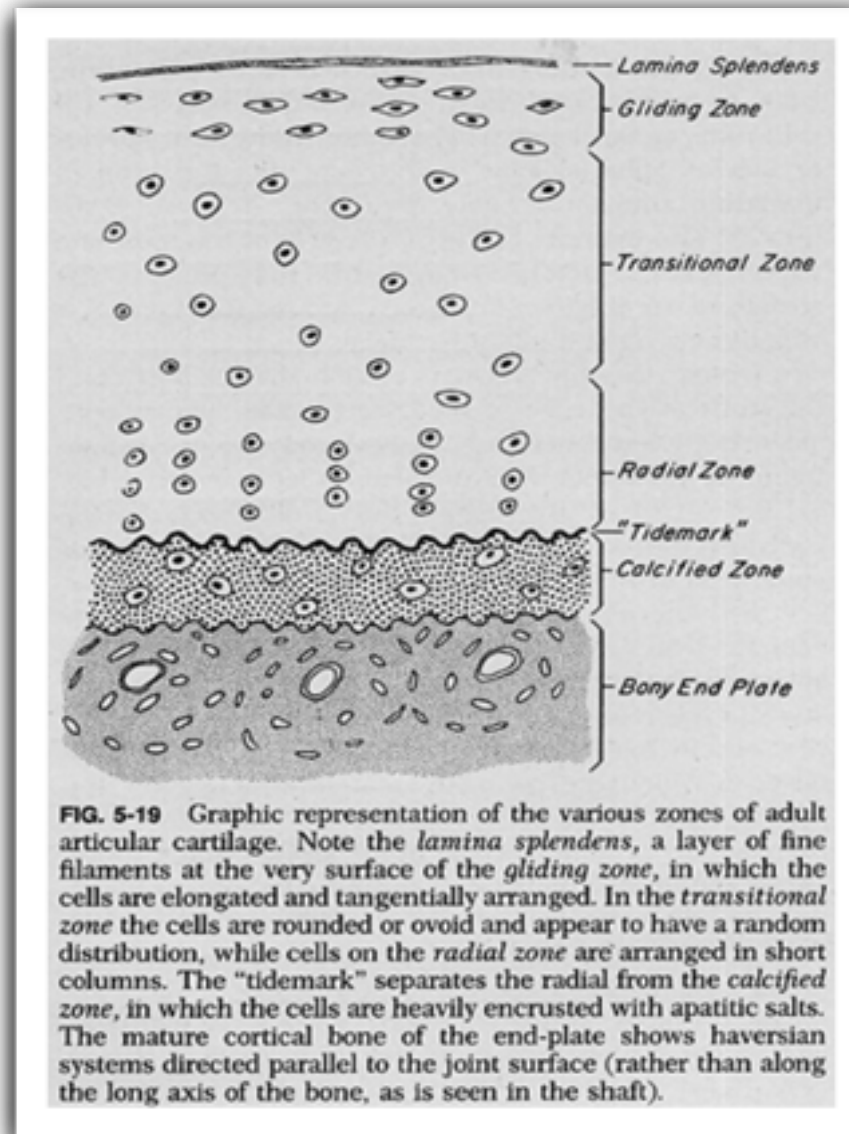 Lamina Splendens
Gliding Zone
Transitional Zone
Radial Zone
"Tidemark"
Calcified Zone
Bony End Plate
FIG. 5-19 Graphic representation of the various zones of adult
articular cartilage. Note the lamina splendens, a layer of fine
filaments at the very surface of the gliding zone, in which the
cells are elongated and tangentially arranged. In the transitional
zone the cells are rounded or ovoid and appear to have a random
distribution, while cells on the radial zone are arranged in short
columns. The "tidemark" separates the radial from the calcified
zone, in which the cells are heavily encrusted with apatitic salts.
The mature cortical bone of the end-plate shows haversian
systems directed parallel to the joint surface (rather than along
the long axis of the bone, as is seen in the shaft).